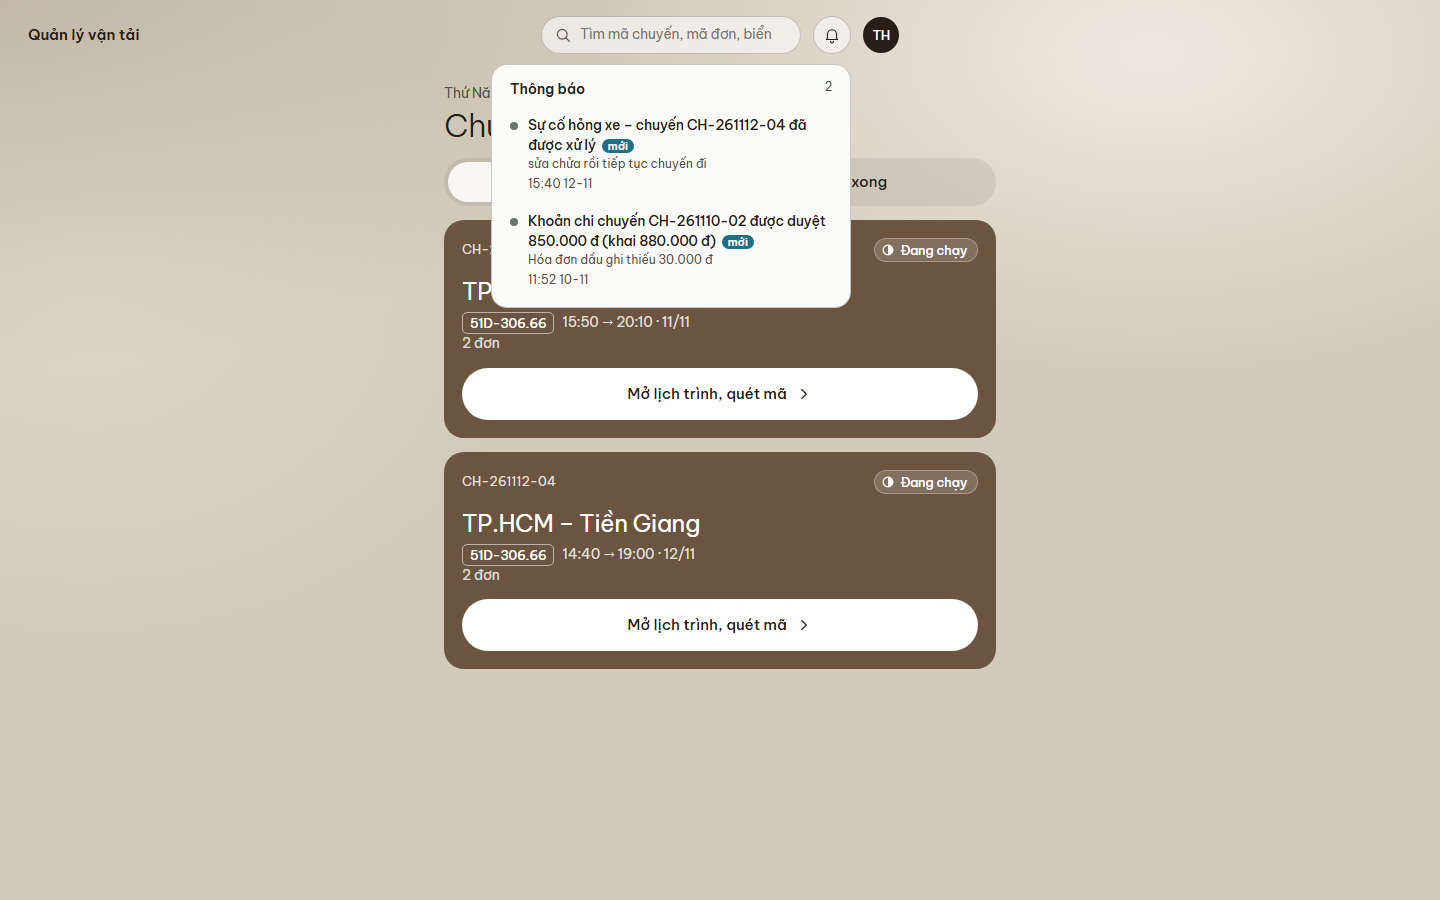 Quản lý vận tải
Tìm mã chuyến, mã đơn, biển
TH
Thứ Nă
Chu
Thông báo
2
Sự cố hỏng xe – chuyến CH-261112-04 đã
được xử lý mới
sửa chửa rồi tiếp tục chuyến đi
15:40 12-11
Khoản chi chuyến CH-261110-02 được duyệt
850.000 đ (khai 880.000 đ) mới
Hóa đơn dầu ghi thiếu 30.000 đ
11:52 10-11
xong
CH-
Đang chạy
TP
51D-306.66 15:50 → 20:10 · 11/11
2 đơn
Mở lịch trình, quét mã
CH-261112-04
Đang chạy
TP.HCM – Tiền Giang
51D-306.66 14:40 → 19:00 · 12/11
2 đơn
Mở lịch trình, quét mã